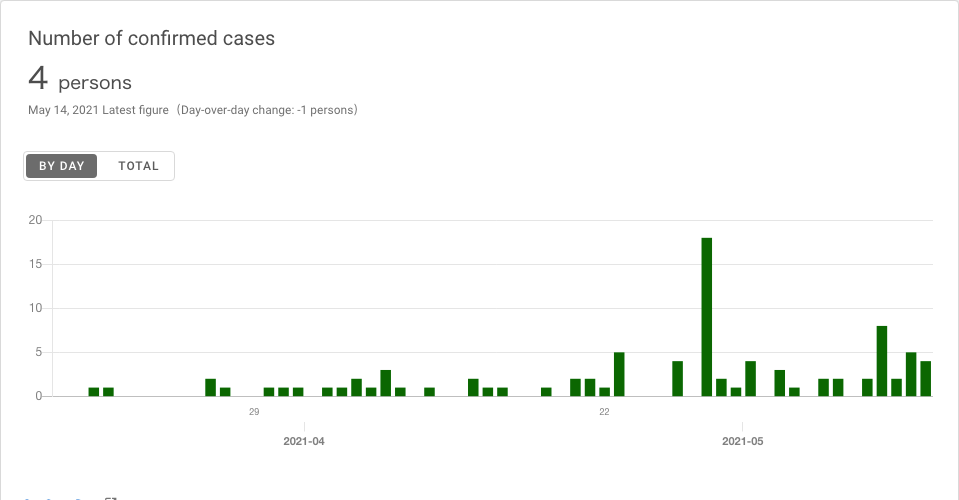 Number of confirmed cases
4 persons
May 14, 2021 Latest figure（Day-over-day change: -1 persons）
BY DAY TOTAL
20
15
10
5
0
29 22
2021-04 2021-05